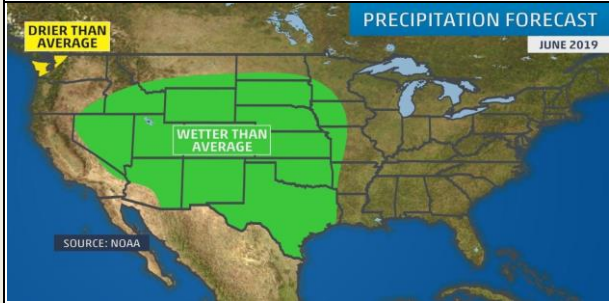 PRECIPITATION FORECAST
JUNE 2019
DRIER THAN
AVERAGE
WETTER THAN
AVERAGE
SOURCE: NOAA